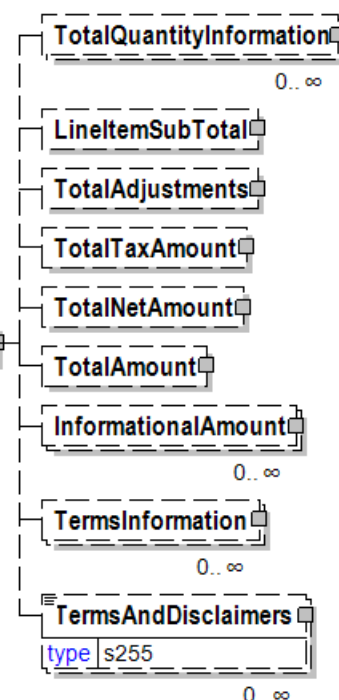 TotalQuantityInformation
0.. ∞
LineItemSubTotal
TotalAdjustments
TotalTaxAmount
TotalNetAmount
TotalAmount
InformationalAmount
0.. ∞
TermsInformation
0.. ∞
TermsAndDisclaimers
type s255
0.. ∞